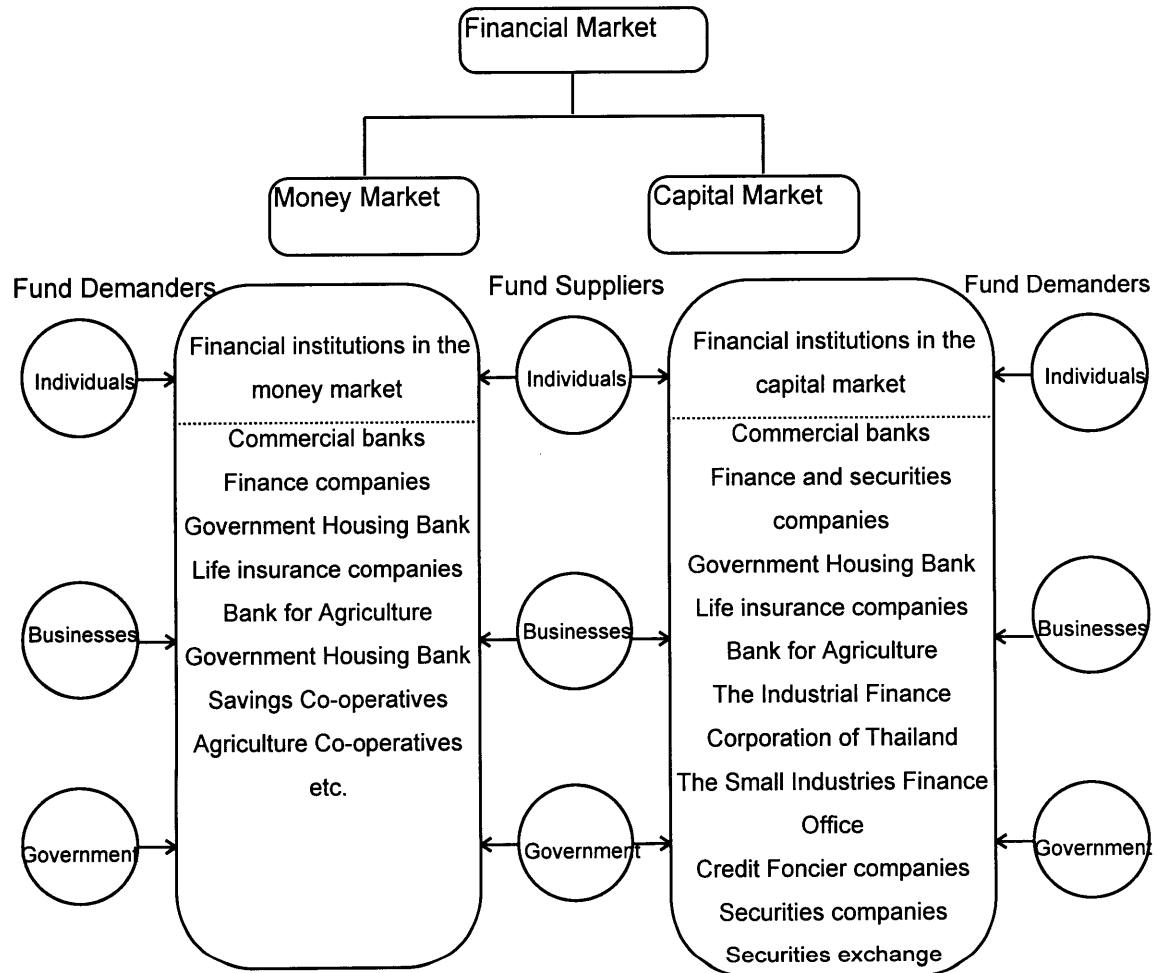 Financial Market
Money Market
Capital Market
Fund Demanders
Individuals
Businesses
Government
Financial institutions in the
money market
Commercial banks
Finance companies
Government Housing Bank
Life insurance companies
Bank for Agriculture
Government Housing Bank
Savings Co-operatives
Agriculture Co-operatives
etc.
Fund Suppliers
Individuals
Businesses
Government
Financial institutions in the
capital market
Commercial banks
Finance and securities
companies
Government Housing Bank
Life insurance companies
Bank for Agriculture
The Industrial Finance
Corporation of Thailand
The Small Industries Finance
Office
Credit Foncier companies
Securities companies
Securities exchange
Fund Demanders
Individuals
Businesses
Government